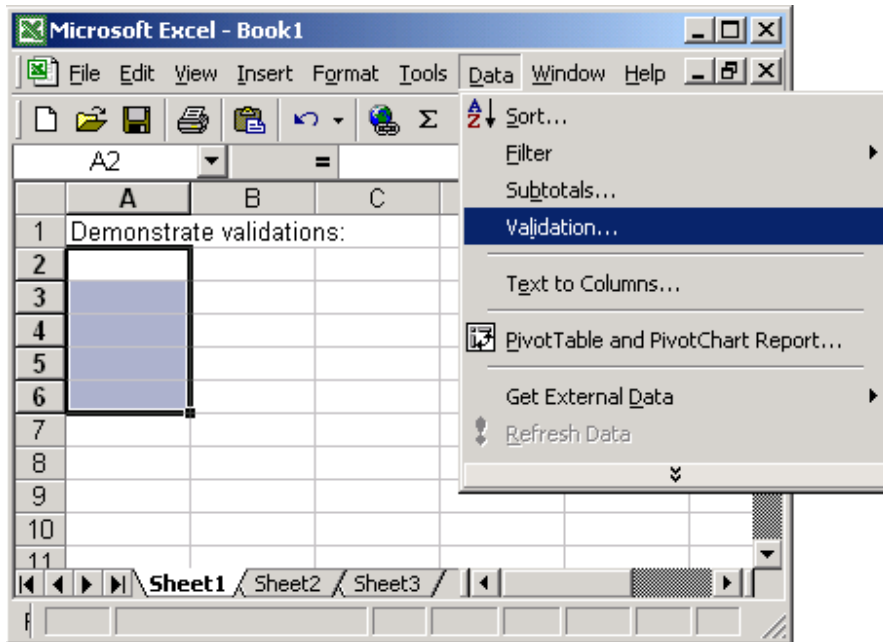 Microsoft Excel - Book1
File Edit View Insert Format Tools Data Window Help
Σ
A2 =
A B C
1 Demonstrate validations:
2
3
4
5
6
7
8
9
10
11
Sort...
Filter
Subtotals...
Validation...
Text to Columns...
PivotTable and PivotChart Report...
Get External Data
Refresh Data
Sheet1 Sheet2 Sheet3